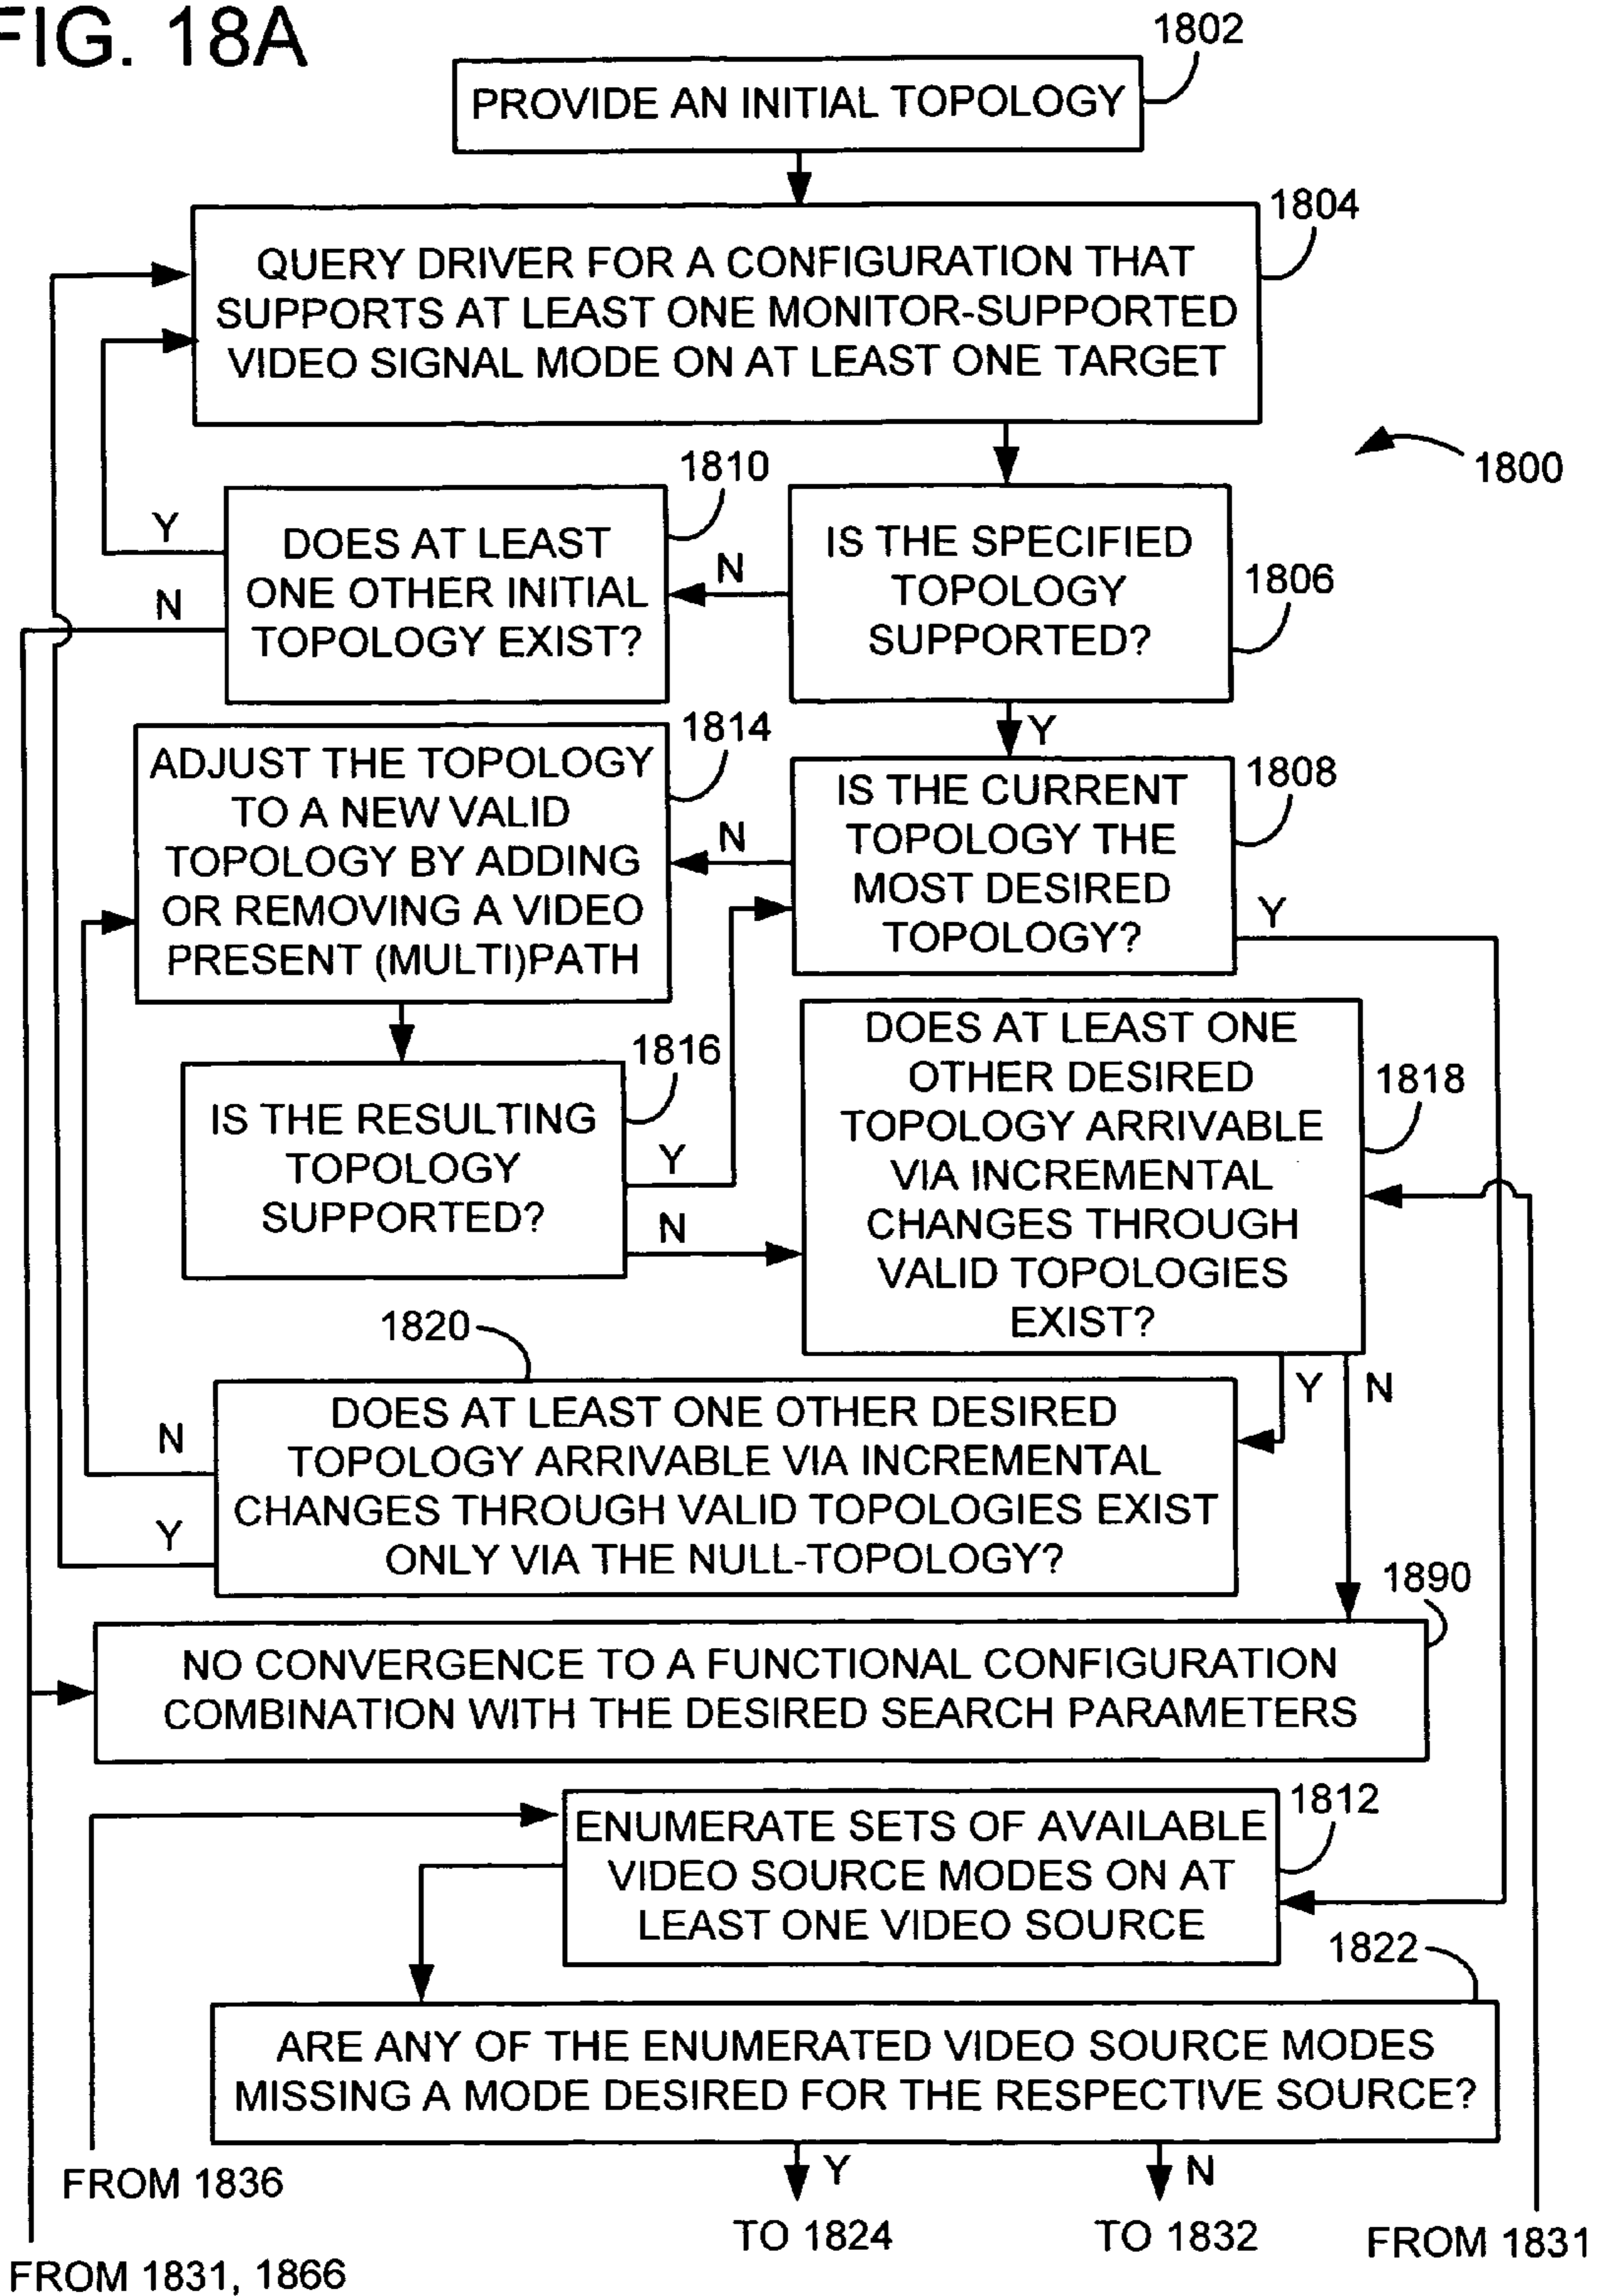 FIG. 18A
1802
PROVIDE AN INITIAL TOPOLOGY
1804
QUERY DRIVER FOR A CONFIGURATION THAT
SUPPORTS AT LEAST ONE MONITOR-SUPPORTED
VIDEO SIGNAL MODE ON AT LEAST ONE TARGET
1800
1810
Y
N
DOES AT LEAST
ONE OTHER INITIAL
TOPOLOGY EXIST?
N
IS THE SPECIFIED
TOPOLOGY
SUPPORTED?
1806
Y
1814
ADJUST THE TOPOLOGY
TO A NEW VALID
TOPOLOGY BY ADDING
OR REMOVING A VIDEO
PRESENT (MULTI)PATH
N
1808
IS THE CURRENT
TOPOLOGY THE
MOST DESIRED
TOPOLOGY?
Y
1816
IS THE RESULTING
TOPOLOGY
SUPPORTED?
Y
N
1818
DOES AT LEAST ONE
OTHER DESIRED
TOPOLOGY ARRIVABLE
VIA INCREMENTAL
CHANGES THROUGH
VALID TOPOLOGIES
EXIST?
Y
N
1820
DOES AT LEAST ONE OTHER DESIRED
TOPOLOGY ARRIVABLE VIA INCREMENTAL
CHANGES THROUGH VALID TOPOLOGIES EXIST
ONLY VIA THE NULL-TOPOLOGY?
N
Y
1890
NO CONVERGENCE TO A FUNCTIONAL CONFIGURATION
COMBINATION WITH THE DESIRED SEARCH PARAMETERS
1812
ENUMERATE SETS OF AVAILABLE
VIDEO SOURCE MODES ON AT
LEAST ONE VIDEO SOURCE
1822
ARE ANY OF THE ENUMERATED VIDEO SOURCE MODES
MISSING A MODE DESIRED FOR THE RESPECTIVE SOURCE?
Y
N
FROM 1836
TO 1824
TO 1832
FROM 1831
FROM 1831, 1866